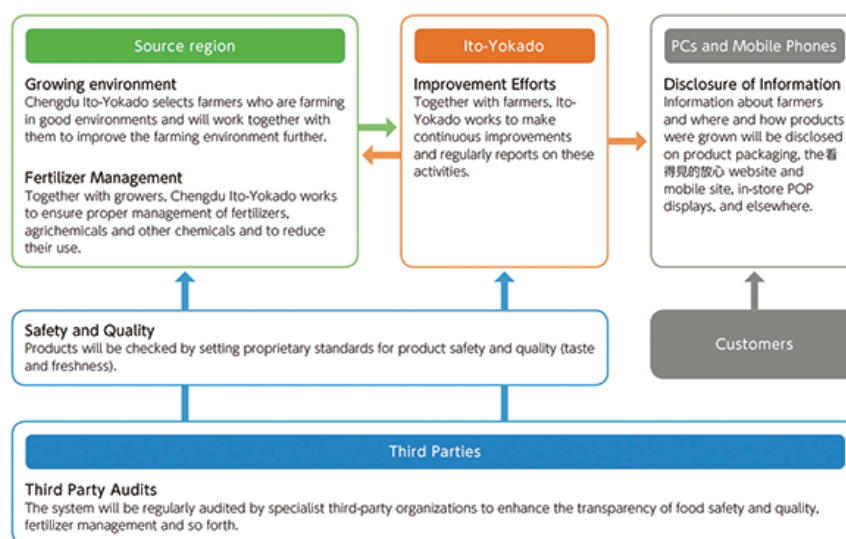 Source region
Growing environment
Chengdu Ito-Yokado selects farmers who are farming
in good environments and will work together with
them to improve the farming environment further.
Fertilizer Management
Together with growers, Chengdu Ito-Yokado works
to ensure proper management of fertilizers,
agrichemicals and other chemicals and to reduce
their use.
Ito-Yokado
Improvement Efforts
Together with farmers, Ito-
Yokado works to make
continuous improvements
and regularly reports on these
activities.
PCs and Mobile Phones
Disclosure of Information
Information about farmers
and where and how products
were grown will be disclosed
on product packaging, the看
得見的放心 website and
mobile site, in-store POP
displays, and elsewhere.
Safety and Quality
Products will be checked by setting proprietary standards for product safety and quality (taste
and freshness).
Customers
Third Parties
Third Party Audits
The system will be regularly audited by specialist third-party organizations to enhance the transparency of food safety and quality,
fertilizer management and so forth.